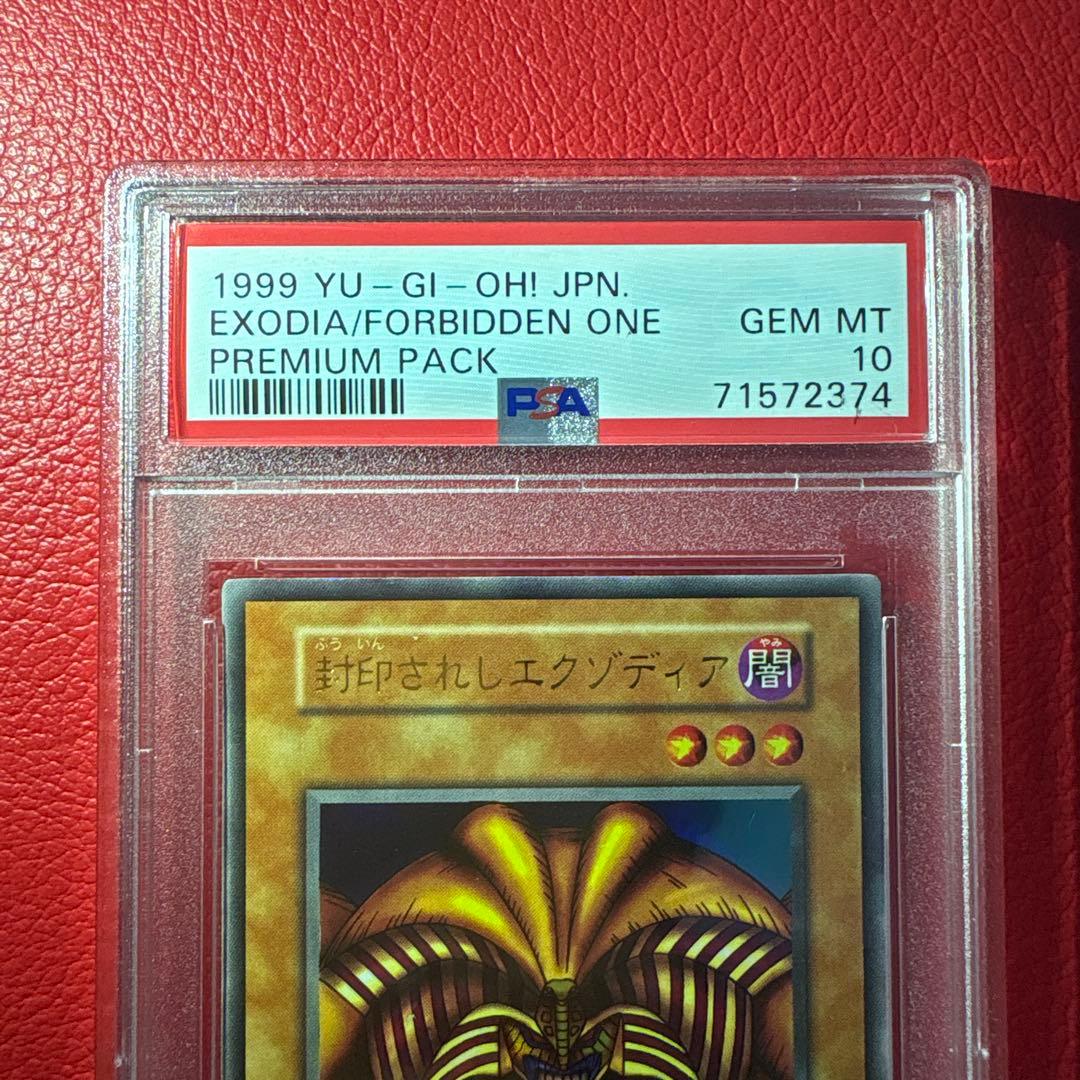 1999 YU-GI-OH! JPN.
EXODIA/FORBIDDEN ONE GEM MT
PREMIUM PACK 10
PSA 71572374
ふういん
封印されしエクゾディア
やみ
闇